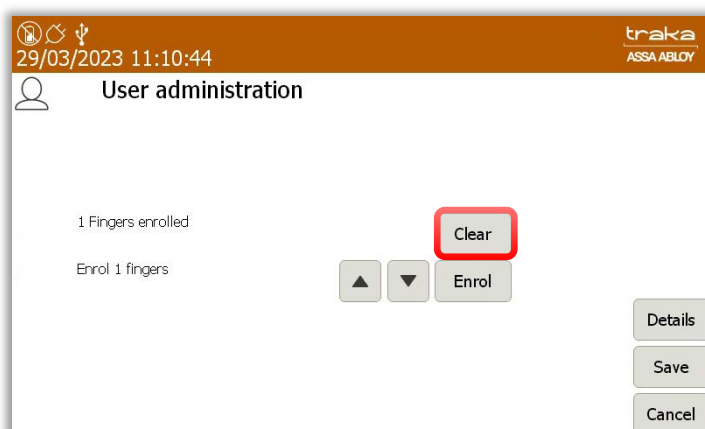 traka
29/03/2023 11:10:44
ASSA ABLOY
User administration
1 Fingers enrolled
Clear
Enrol 1 fingers
Enrol
Details
Save
Cancel